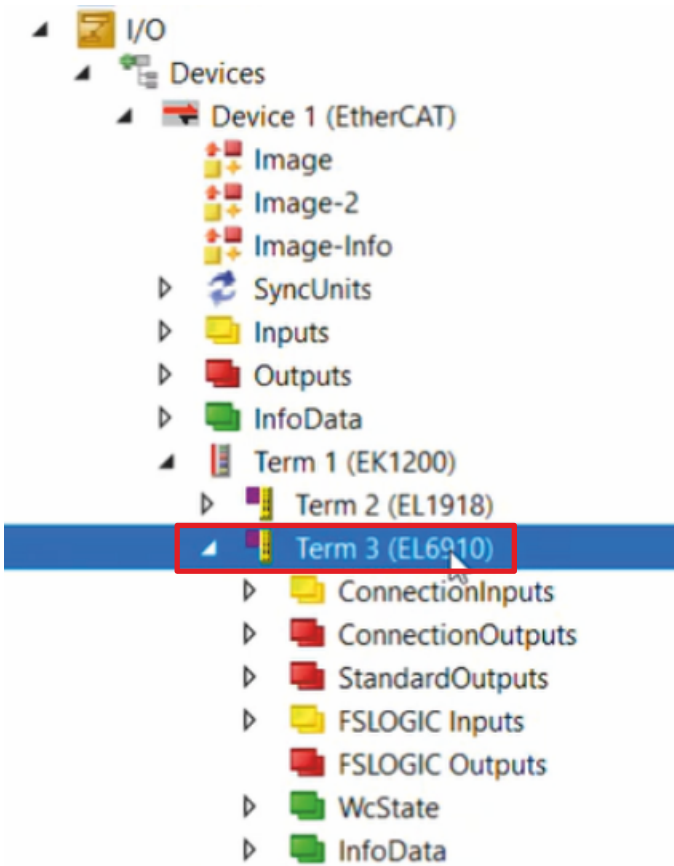 I/O
Devices
Device 1 (EtherCAT)
Image
Image-2
Image-Info
SyncUnits
Inputs
Outputs
InfoData
Term 1 (EK1200)
Term 2 (EL1918)
Term 3 (EL6910)
ConnectionInputs
ConnectionOutputs
StandardOutputs
FSLOGIC Inputs
FSLOGIC Outputs
WcState
InfoData